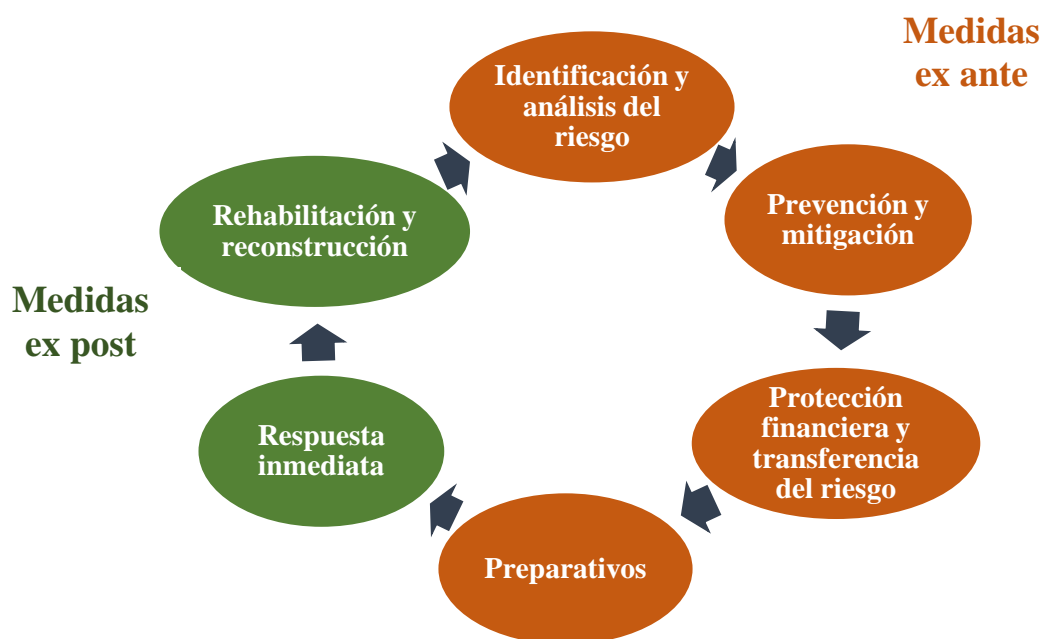 Medidas
ex ante
Identificación y
análisis del
riesgo
Prevención y
mitigación
Protección
financiera y
transferencia
del riesgo
Preparativos
Respuesta
inmediata
Rehabilitación y
reconstrucción
Medidas
ex post